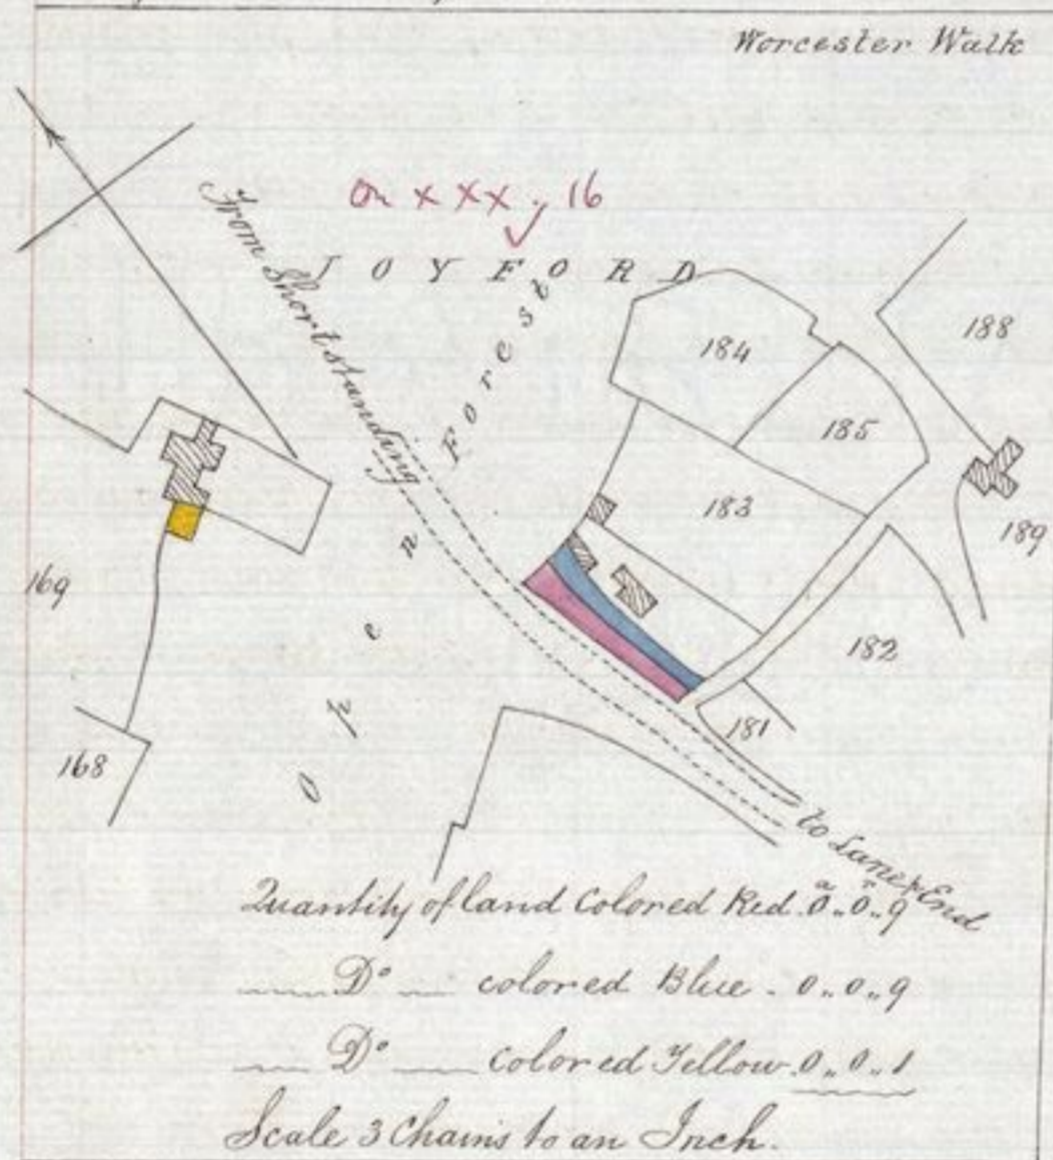 Worcester Walk
on x x x . 16
JOYFORD
From Short standing
Open Forest
184
188
185
183
189
169
182
181
168
to Lane End
Quantity of land Colored Red. 0..0..9
a r
Do colored Blue . 0..0..9
Do colored Yellow. 0..0..1
Scale 3 Chains to an Inch.